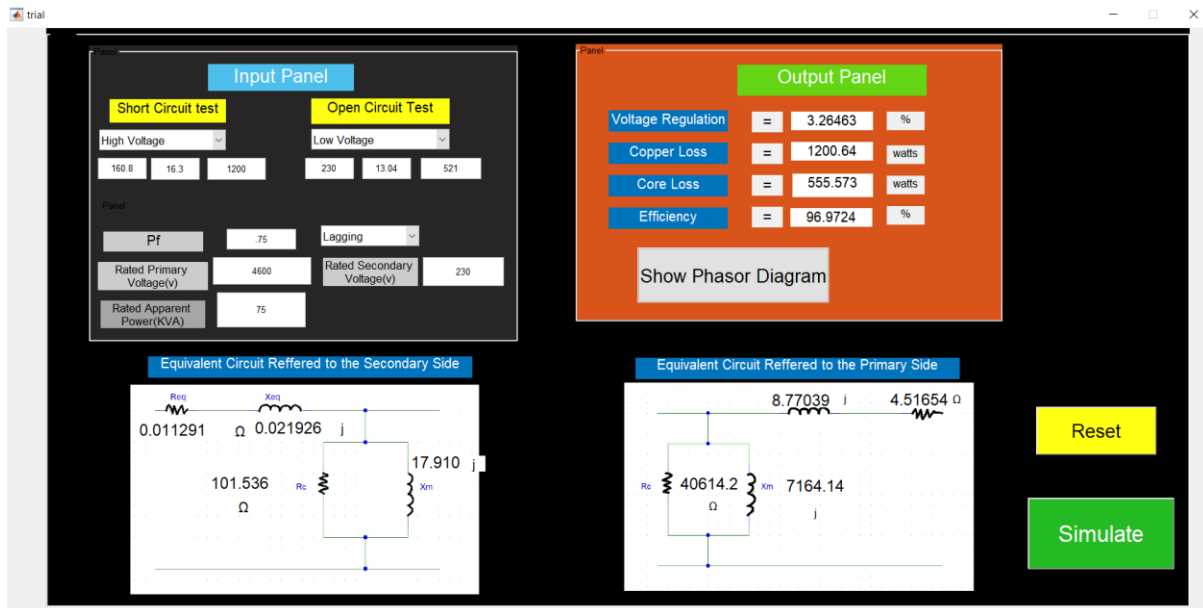 trial
Panel
Input Panel
Short Circuit test
Open Circuit Test
High Voltage
Low Voltage
160.8
16.3
1200
230
13.04
521
Panel
Pf
.75
Lagging
Rated Primary
Voltage(v)
4600
Rated Secondary
Voltage(v)
230
Rated Apparent
Power(KVA)
75
Panel
Output Panel
Voltage Regulation
=
3.26463
%
Copper Loss
=
1200.64
watts
Core Loss
=
555.573
watts
Efficiency
=
96.9724
%
Show Phasor Diagram
Equivalent Circuit Reffered to the Secondary Side
Req
Xeq
0.011291
Ω
0.021926
j
17.910
j
101.536
Ω
Rc
Xm
Equivalent Circuit Reffered to the Primary Side
8.77039
j
4.51654
Ω
Rc
40614.2
Ω
Xm
7164.14
j
Reset
Simulate